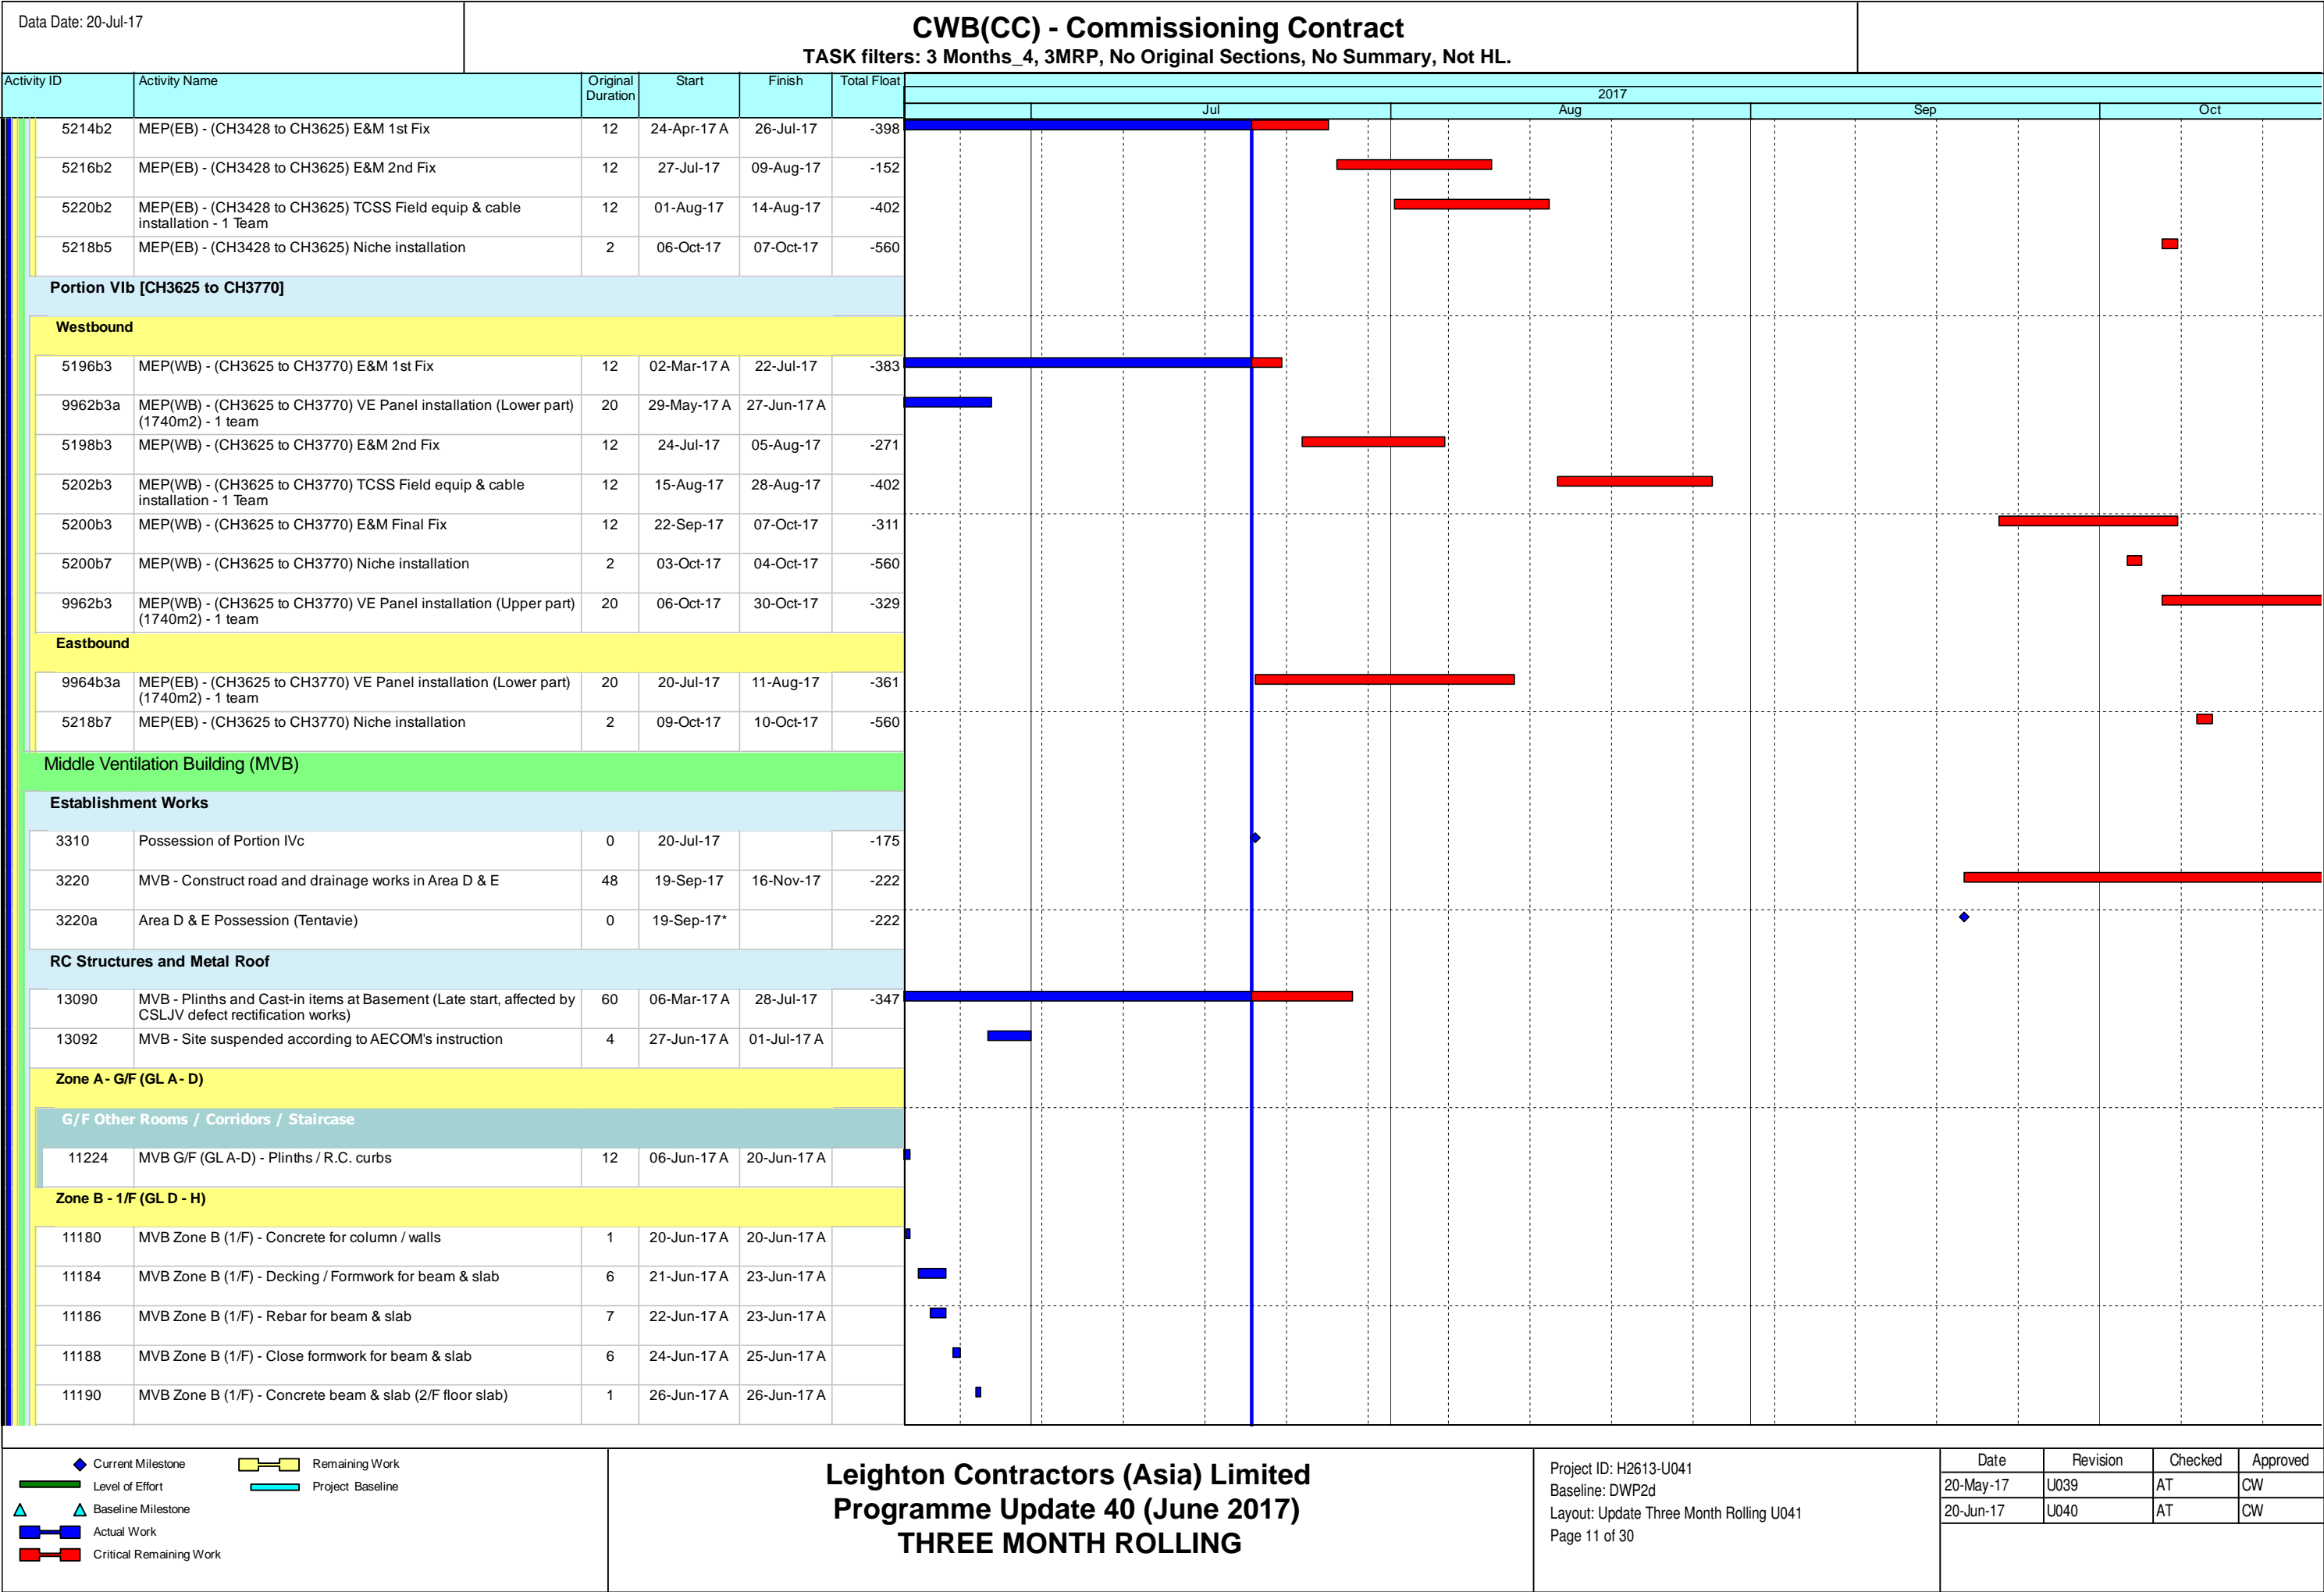 Data Date: 20-Jul-17
CWB(CC) - Commissioning Contract
TASK filters: 3 Months_4, 3MRP, No Original Sections, No Summary, Not HL.
Activity ID Activity Name Original Duration Start Finish Total Float
2017
Jul Aug Sep Oct
5214b2 MEP(EB) - (CH3428 to CH3625) E&M 1st Fix 12 24-Apr-17 A 26-Jul-17 -398
5216b2 MEP(EB) - (CH3428 to CH3625) E&M 2nd Fix 12 27-Jul-17 09-Aug-17 -152
5220b2 MEP(EB) - (CH3428 to CH3625) TCSS Field equip & cable installation - 1 Team 12 01-Aug-17 14-Aug-17 -402
5218b5 MEP(EB) - (CH3428 to CH3625) Niche installation 2 06-Oct-17 07-Oct-17 -560
Portion VIb [CH3625 to CH3770]
Westbound
5196b3 MEP(WB) - (CH3625 to CH3770) E&M 1st Fix 12 02-Mar-17 A 22-Jul-17 -383
9962b3a MEP(WB) - (CH3625 to CH3770) VE Panel installation (Lower part) (1740m2) - 1 team 20 29-May-17 A 27-Jun-17 A
5198b3 MEP(WB) - (CH3625 to CH3770) E&M 2nd Fix 12 24-Jul-17 05-Aug-17 -271
5202b3 MEP(WB) - (CH3625 to CH3770) TCSS Field equip & cable installation - 1 Team 12 15-Aug-17 28-Aug-17 -402
5200b3 MEP(WB) - (CH3625 to CH3770) E&M Final Fix 12 22-Sep-17 07-Oct-17 -311
5200b7 MEP(WB) - (CH3625 to CH3770) Niche installation 2 03-Oct-17 04-Oct-17 -560
9962b3 MEP(WB) - (CH3625 to CH3770) VE Panel installation (Upper part) (1740m2) - 1 team 20 06-Oct-17 30-Oct-17 -329
Eastbound
9964b3a MEP(EB) - (CH3625 to CH3770) VE Panel installation (Lower part) (1740m2) - 1 team 20 20-Jul-17 11-Aug-17 -361
5218b7 MEP(EB) - (CH3625 to CH3770) Niche installation 2 09-Oct-17 10-Oct-17 -560
Middle Ventilation Building (MVB)
Establishment Works
3310 Possession of Portion IVc 0 20-Jul-17 -175
3220 MVB - Construct road and drainage works in Area D & E 48 19-Sep-17 16-Nov-17 -222
3220a Area D & E Possession (Tentavie) 0 19-Sep-17* -222
RC Structures and Metal Roof
13090 MVB - Plinths and Cast-in items at Basement (Late start, affected by CSLJV defect rectification works) 60 06-Mar-17 A 28-Jul-17 -347
13092 MVB - Site suspended according to AECOM's instruction 4 27-Jun-17 A 01-Jul-17 A
Zone A - G/F (GL A - D)
G/F Other Rooms / Corridors / Staircase
11224 MVB G/F (GL A-D) - Plinths / R.C. curbs 12 06-Jun-17 A 20-Jun-17 A
Zone B - 1/F (GL D - H)
11180 MVB Zone B (1/F) - Concrete for column / walls 1 20-Jun-17 A 20-Jun-17 A
11184 MVB Zone B (1/F) - Decking / Formwork for beam & slab 6 21-Jun-17 A 23-Jun-17 A
11186 MVB Zone B (1/F) - Rebar for beam & slab 7 22-Jun-17 A 23-Jun-17 A
11188 MVB Zone B (1/F) - Close formwork for beam & slab 6 24-Jun-17 A 25-Jun-17 A
11190 MVB Zone B (1/F) - Concrete beam & slab (2/F floor slab) 1 26-Jun-17 A 26-Jun-17 A
Current Milestone Remaining Work
Level of Effort Project Baseline
Baseline Milestone
Actual Work
Critical Remaining Work
Leighton Contractors (Asia) Limited
Programme Update 40 (June 2017)
THREE MONTH ROLLING
Project ID: H2613-U041
Baseline: DWP2d
Layout: Update Three Month Rolling U041
Page 11 of 30
Date Revision Checked Approved
20-May-17 U039 AT CW
20-Jun-17 U040 AT CW